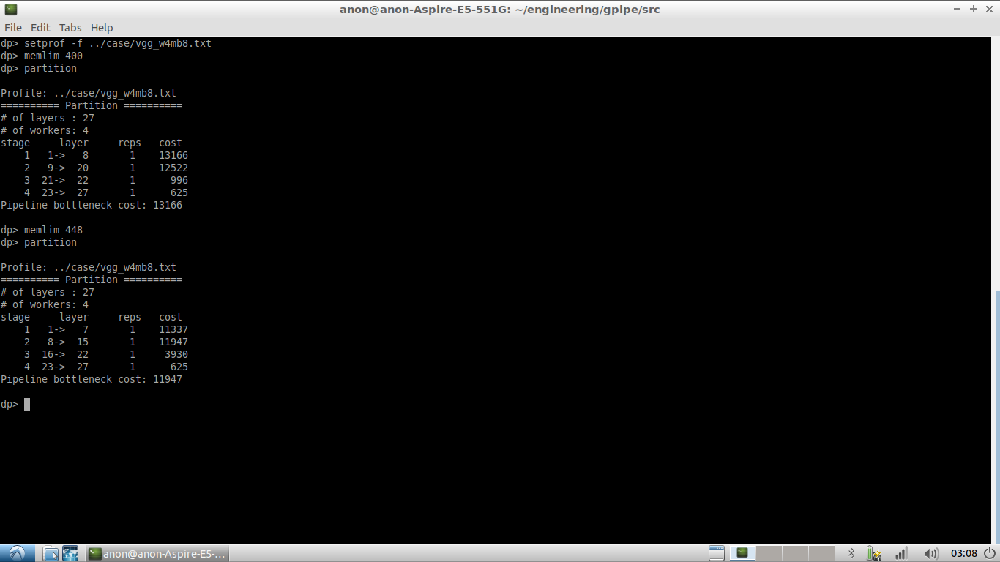 anon@anon-Aspire-E5-551G: ~/engineering/gpipe/src
File Edit Tabs Help
dp> setprof -f ../case/vgg_w4mb8.txt
dp> memlim 400
dp> partition
Profile: ../case/vgg_w4mb8.txt
========== Partition ==========
# of layers : 27
# of workers: 4
stage     layer     reps   cost
    1   1->   8       1    13166
    2   9->  20       1    12522
    3  21->  22       1      996
    4  23->  27       1      625
Pipeline bottleneck cost: 13166
dp> memlim 448
dp> partition
Profile: ../case/vgg_w4mb8.txt
========== Partition ==========
# of layers : 27
# of workers: 4
stage     layer     reps   cost
    1   1->   7       1    11337
    2   8->  15       1    11947
    3  16->  22       1     3930
    4  23->  27       1      625
Pipeline bottleneck cost: 11947
dp>
anon@anon-Aspire-E5-...
03:08